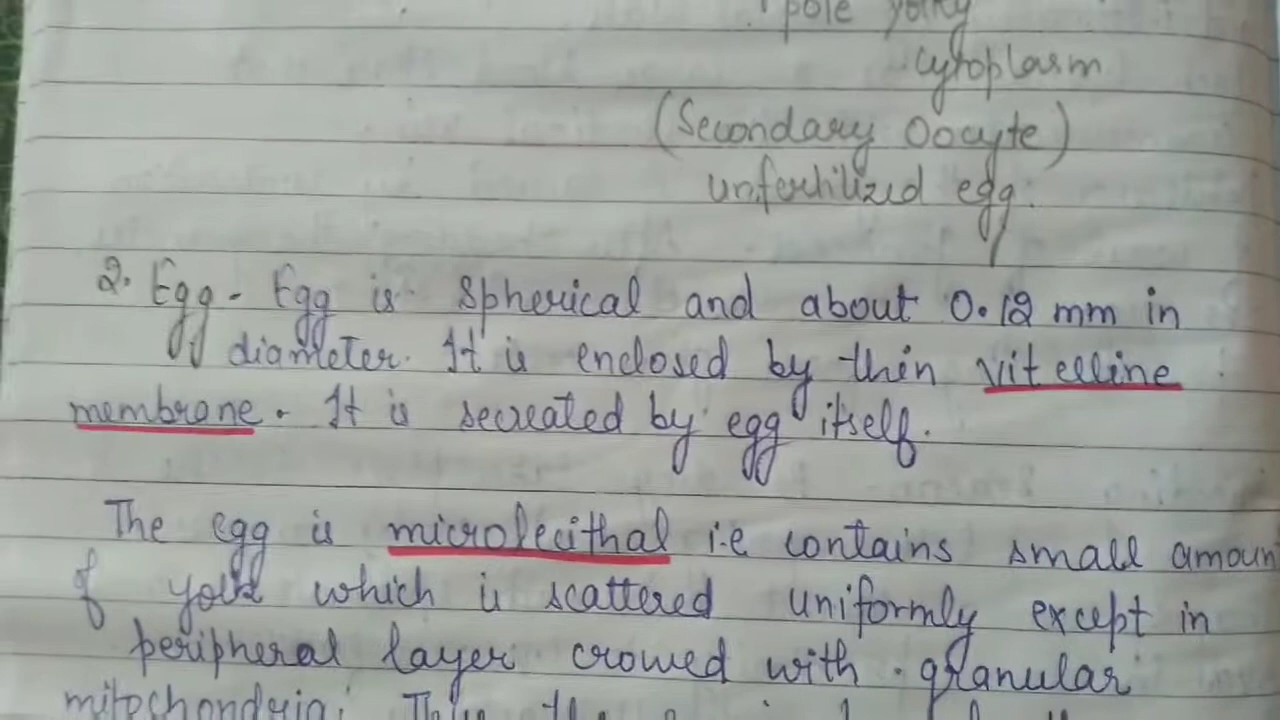 pole yolky
cytoplasm
(Secondary Oocyte)
unfertilized egg.
2. Egg - Egg is spherical and about 0.12 mm in
diameter. It is enclosed by thin vitelline
membrane. It is secreated by egg itself.
The egg is microlecithal i.e contains small amoun
of yolk which is scattered uniformly except in
peripheral layer crowed with granular
mitochondria.